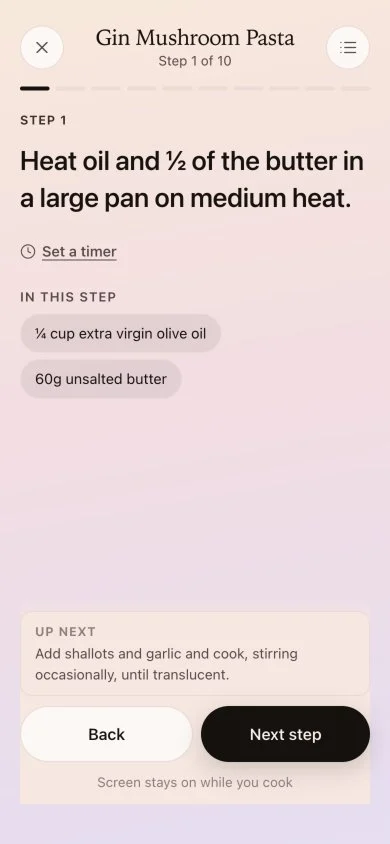 Gin Mushroom Pasta
Step 1 of 10
STEP 1
Heat oil and ½ of the butter in
a large pan on medium heat.
Set a timer
IN THIS STEP
¼ cup extra virgin olive oil
60g unsalted butter
UP NEXT
Add shallots and garlic and cook, stirring
occasionally, until translucent.
Back
Next step
Screen stays on while you cook